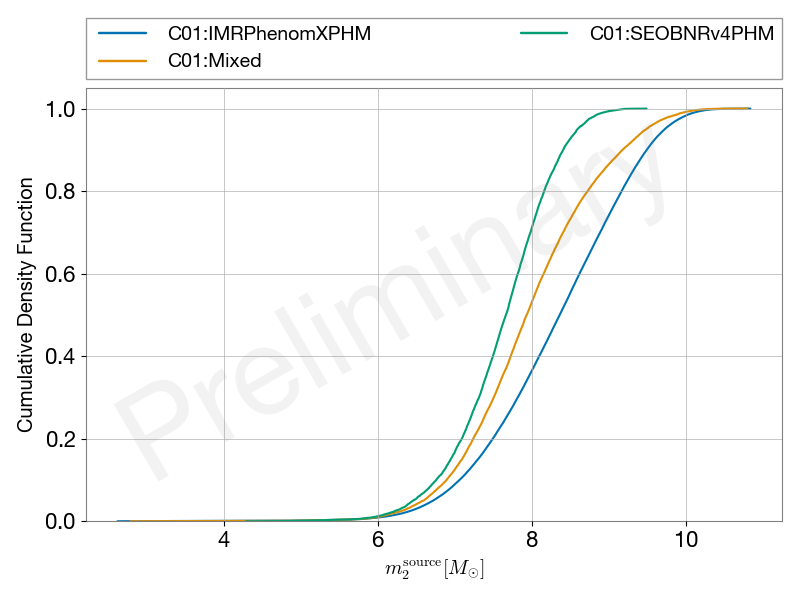 C01:IMRPhenomXPHM
C01:Mixed
C01:SEOBNRv4PHM
1.0
0.8
0.6
0.4
0.2
0.0
Cumulative Density Function
Preliminary
4 6 8 10
m₂^source [M☉]